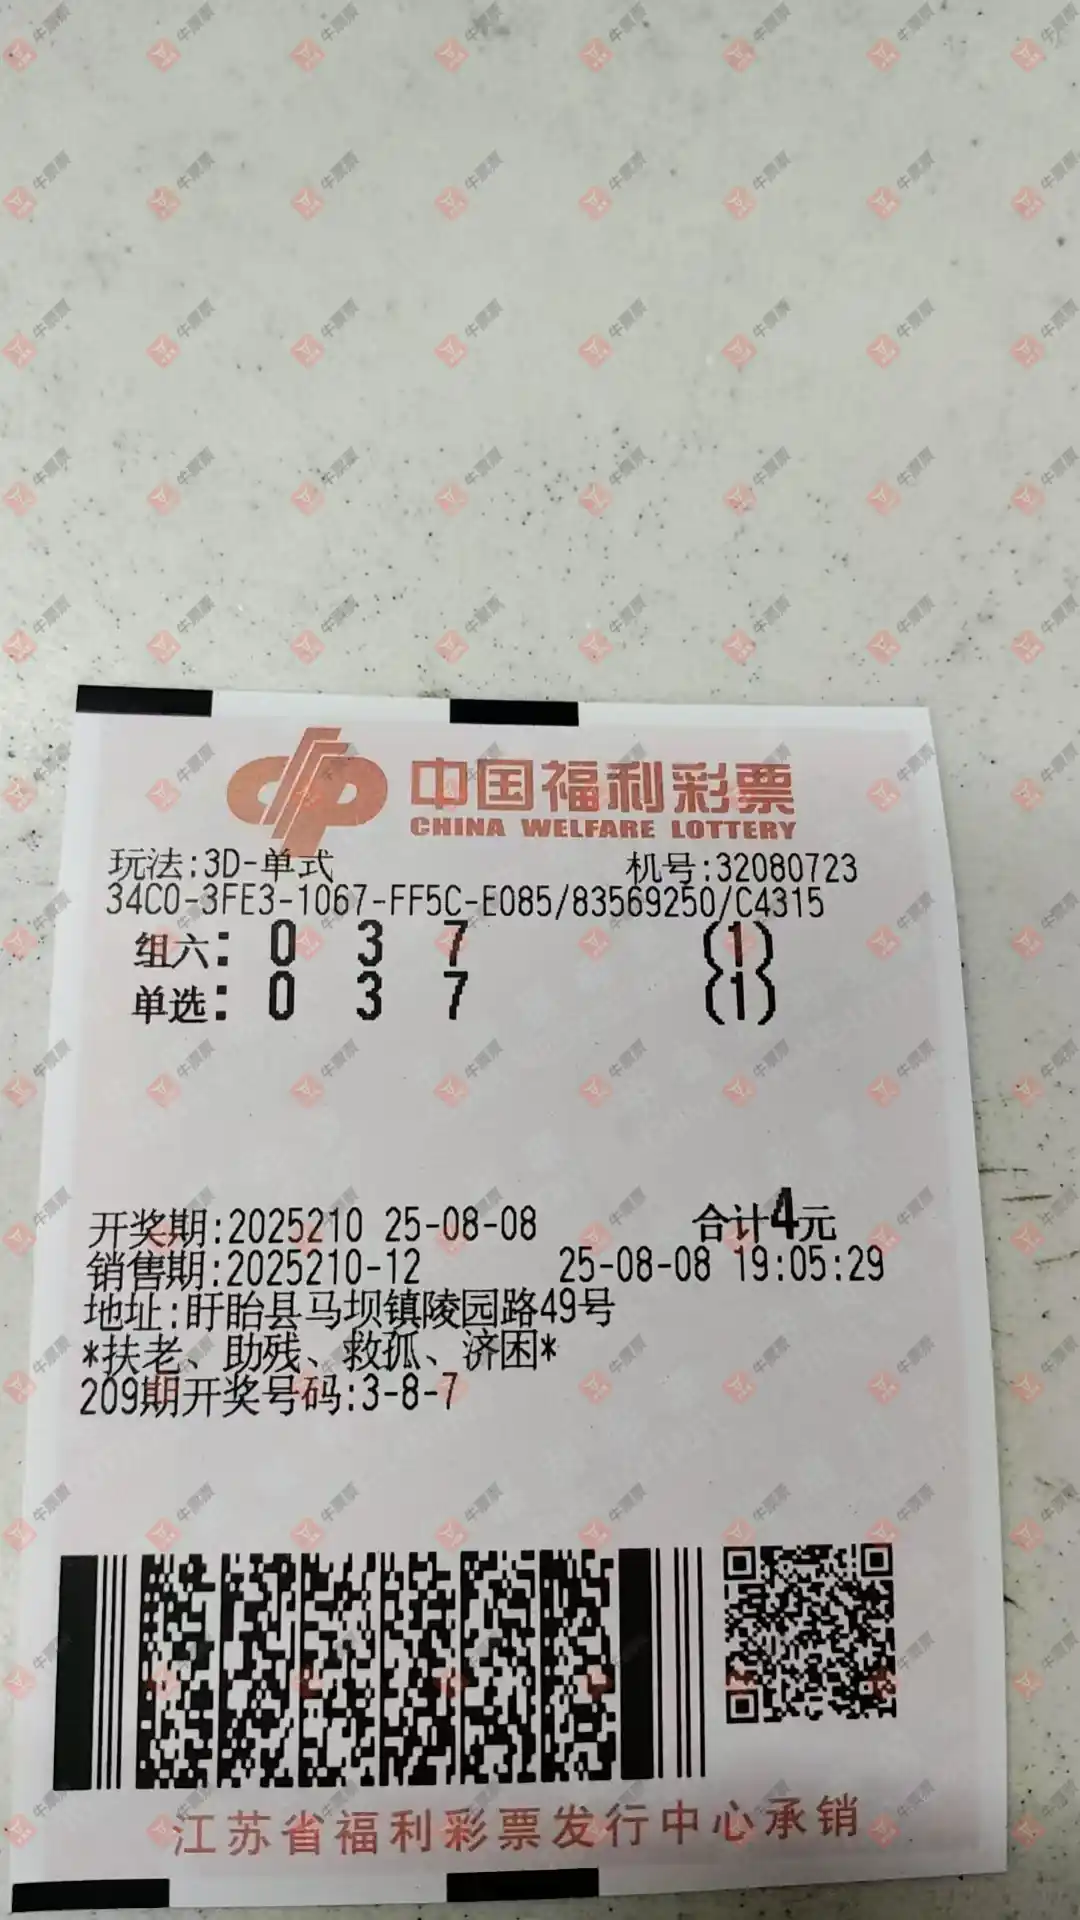 中国福利彩票
CHINA WELFARE LOTTERY
玩法:3D-单式 机号:32080723
34C0-3FE3-1067-FF5C-E085/83569250/C4315
组六: 0 3 7 (1)
单选: 0 3 7 (1)
开奖期:2025210 25-08-08 合计4元
销售期:2025210-12 25-08-08 19:05:29
地址:盱眙县马坝镇陵园路49号
*扶老、助残、救孤、济困*
209期开奖号码:3-8-7
江苏省福利彩票发行中心承销
牛票票